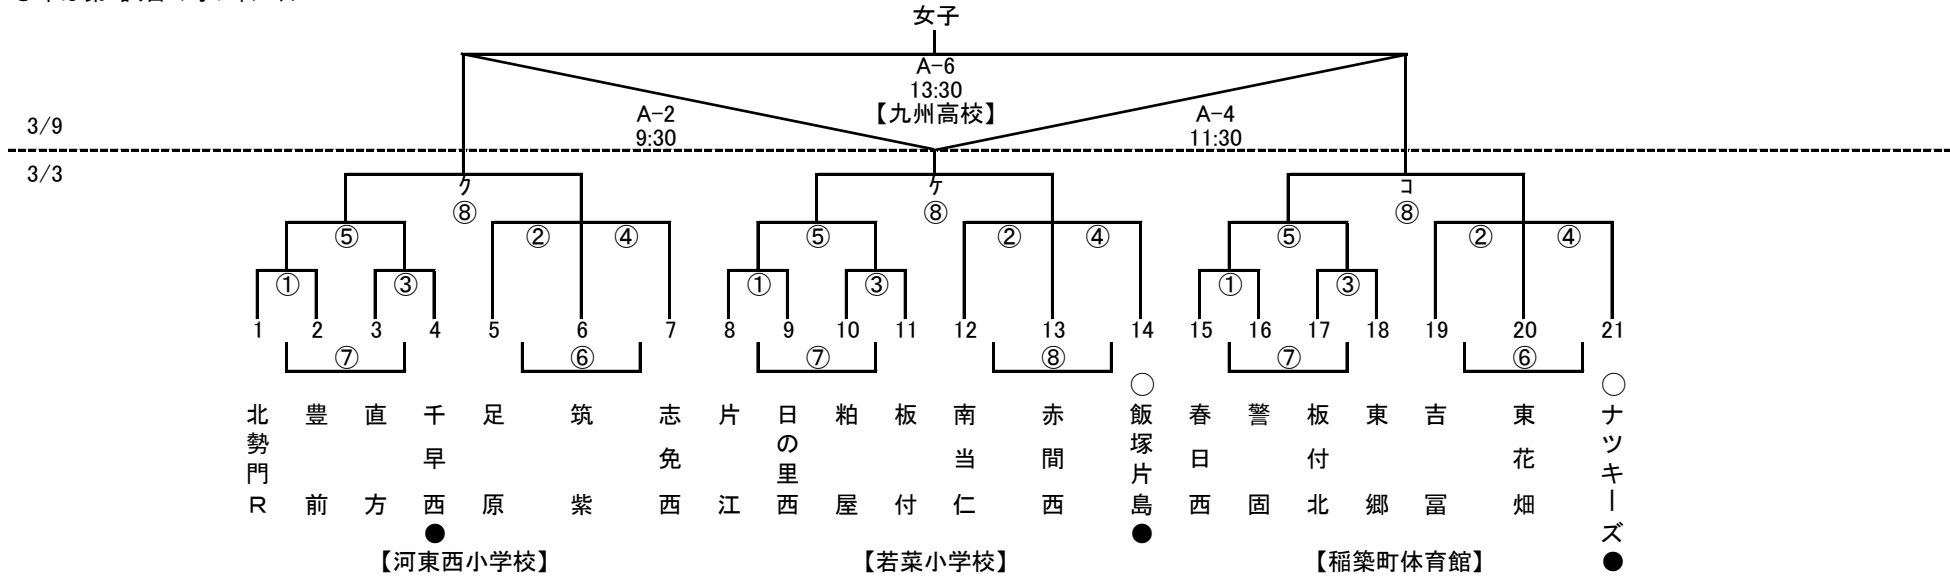 女子
A-6
13:30
【九州高校】
A-2
9:30
A-4
11:30
3/9
3/3
ク ケ コ
⑧ ⑧ ⑧
⑤ ② ④ ⑤ ② ④ ⑤ ② ④
① ③ ① ③ ① ③
1 2 3 4 5 6 7 8 9 10 11 12 13 14 15 16 17 18 19 20 21
⑦ ⑥ ⑦ ⑧ ⑦ ⑥
○ ○
北勢門R
豊前
直方
千早西●
足原
筑紫
志免西
片江
日の里西
粕屋
板付
南当仁
赤間西
飯塚片島●
春日西
警固
板付北
東郷
吉冨
東花畑
ナツキーズ●
【河東西小学校】 【若菜小学校】 【稲築町体育館】